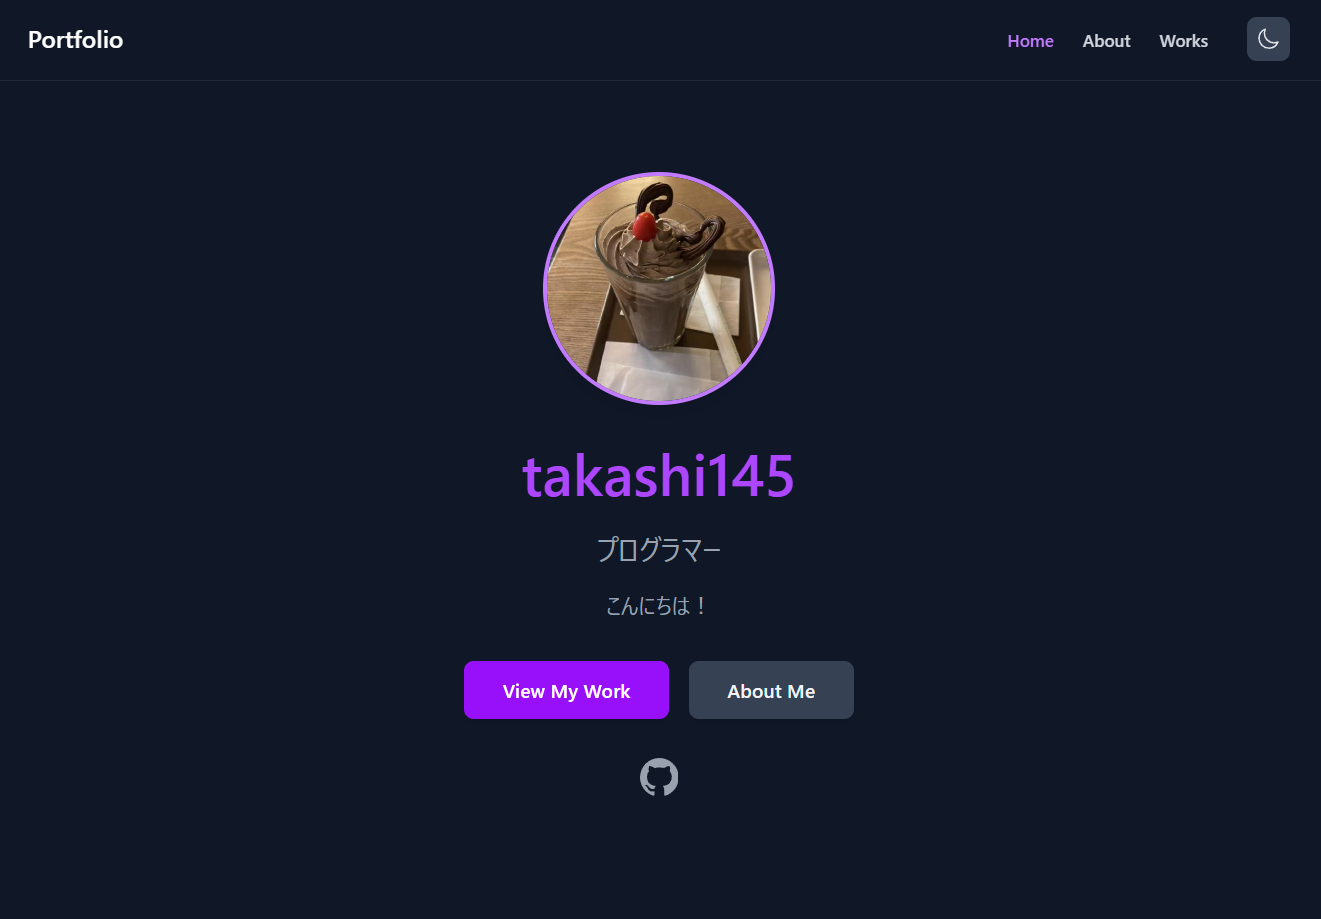 Portfolio
Home About Works
takashi145
プログラマー
こんにちは！
View My Work About Me